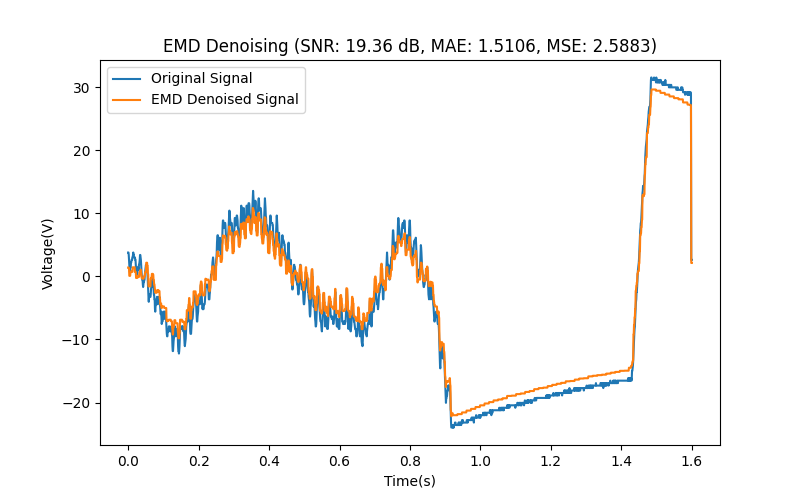 EMD Denoising (SNR: 19.36 dB, MAE: 1.5106, MSE: 2.5883)
Original Signal
EMD Denoised Signal
Voltage(V)
30
20
10
0
−10
−20
0.0 0.2 0.4 0.6 0.8 1.0 1.2 1.4 1.6
Time(s)